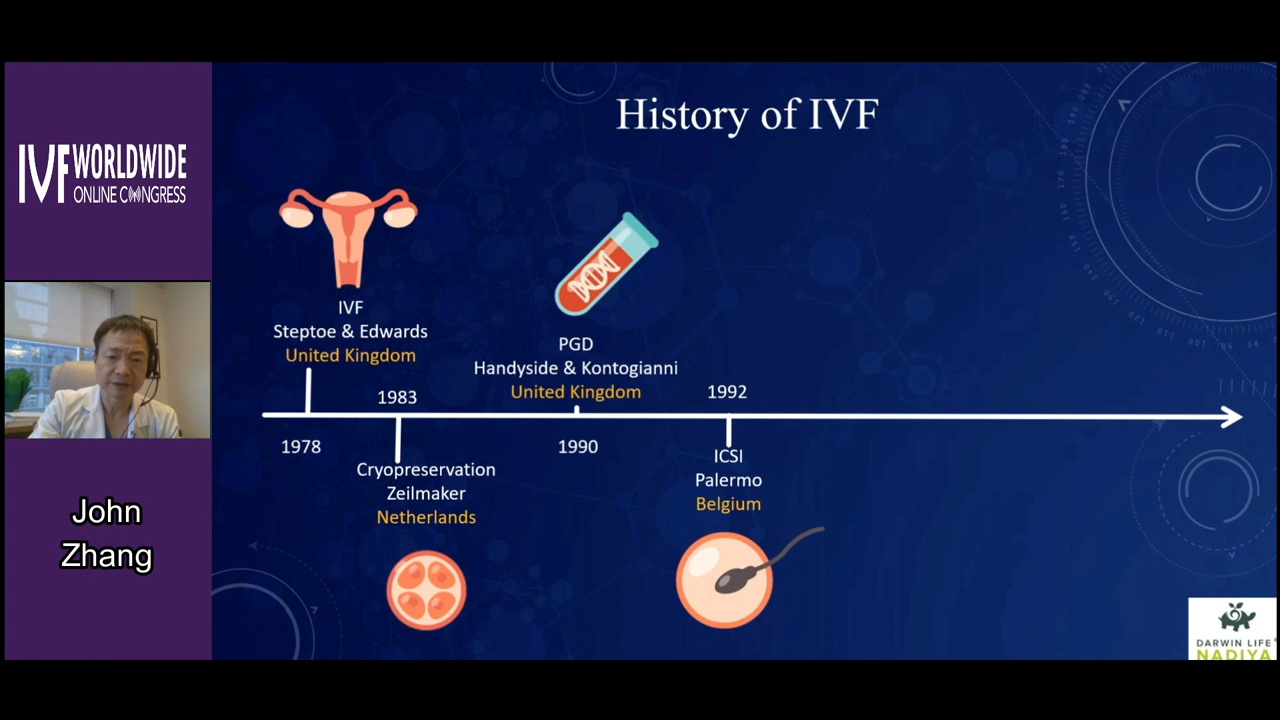 IVF WORLDWIDE
ONLINE CONGRESS
John
Zhang
History of IVF
IVF
Steptoe & Edwards
United Kingdom
1978
1983
Cryopreservation
Zeilmaker
Netherlands
PGD
Handyside & Kontogianni
United Kingdom
1990
1992
ICSI
Palermo
Belgium
DARWIN LIFE
NADIYA